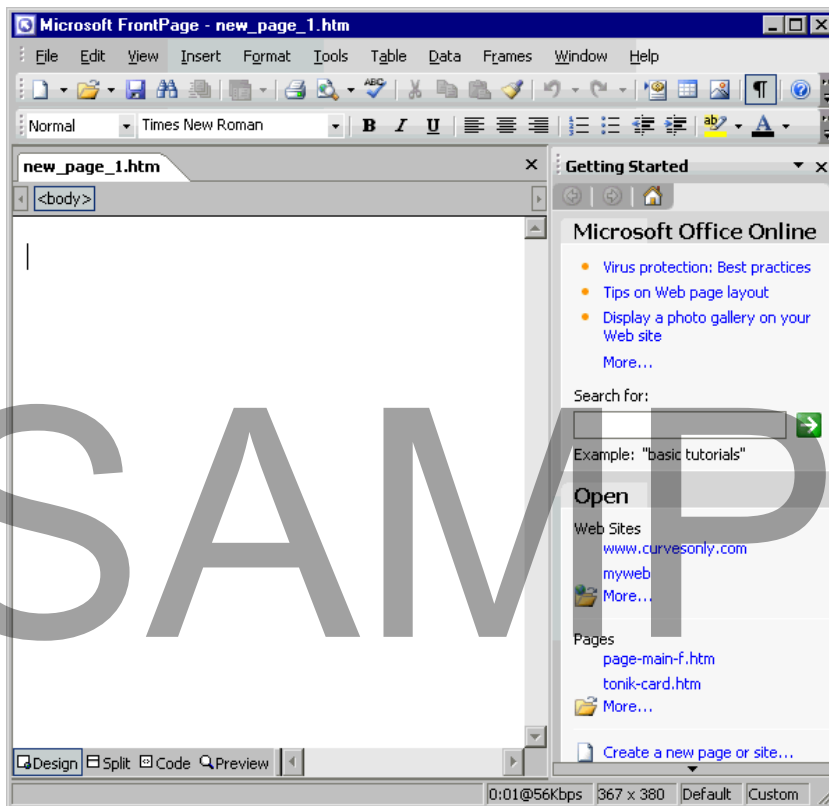 Microsoft FrontPage - new_page_1.htm
File Edit View Insert Format Tools Table Data Frames Window Help
ABC ¶ ?
Normal Times New Roman B I U ab A
new_page_1.htm
<body>
Getting Started
Microsoft Office Online
Virus protection: Best practices
Tips on Web page layout
Display a photo gallery on your
Web site
More...
Search for:
Example: "basic tutorials"
Open
Web Sites
www.curvesonly.com
myweb
More...
Pages
page-main-f.htm
tonik-card.htm
More...
Create a new page or site...
Design Split Code Preview
0:01@56Kbps 367 x 380 Default Custom
SAMP